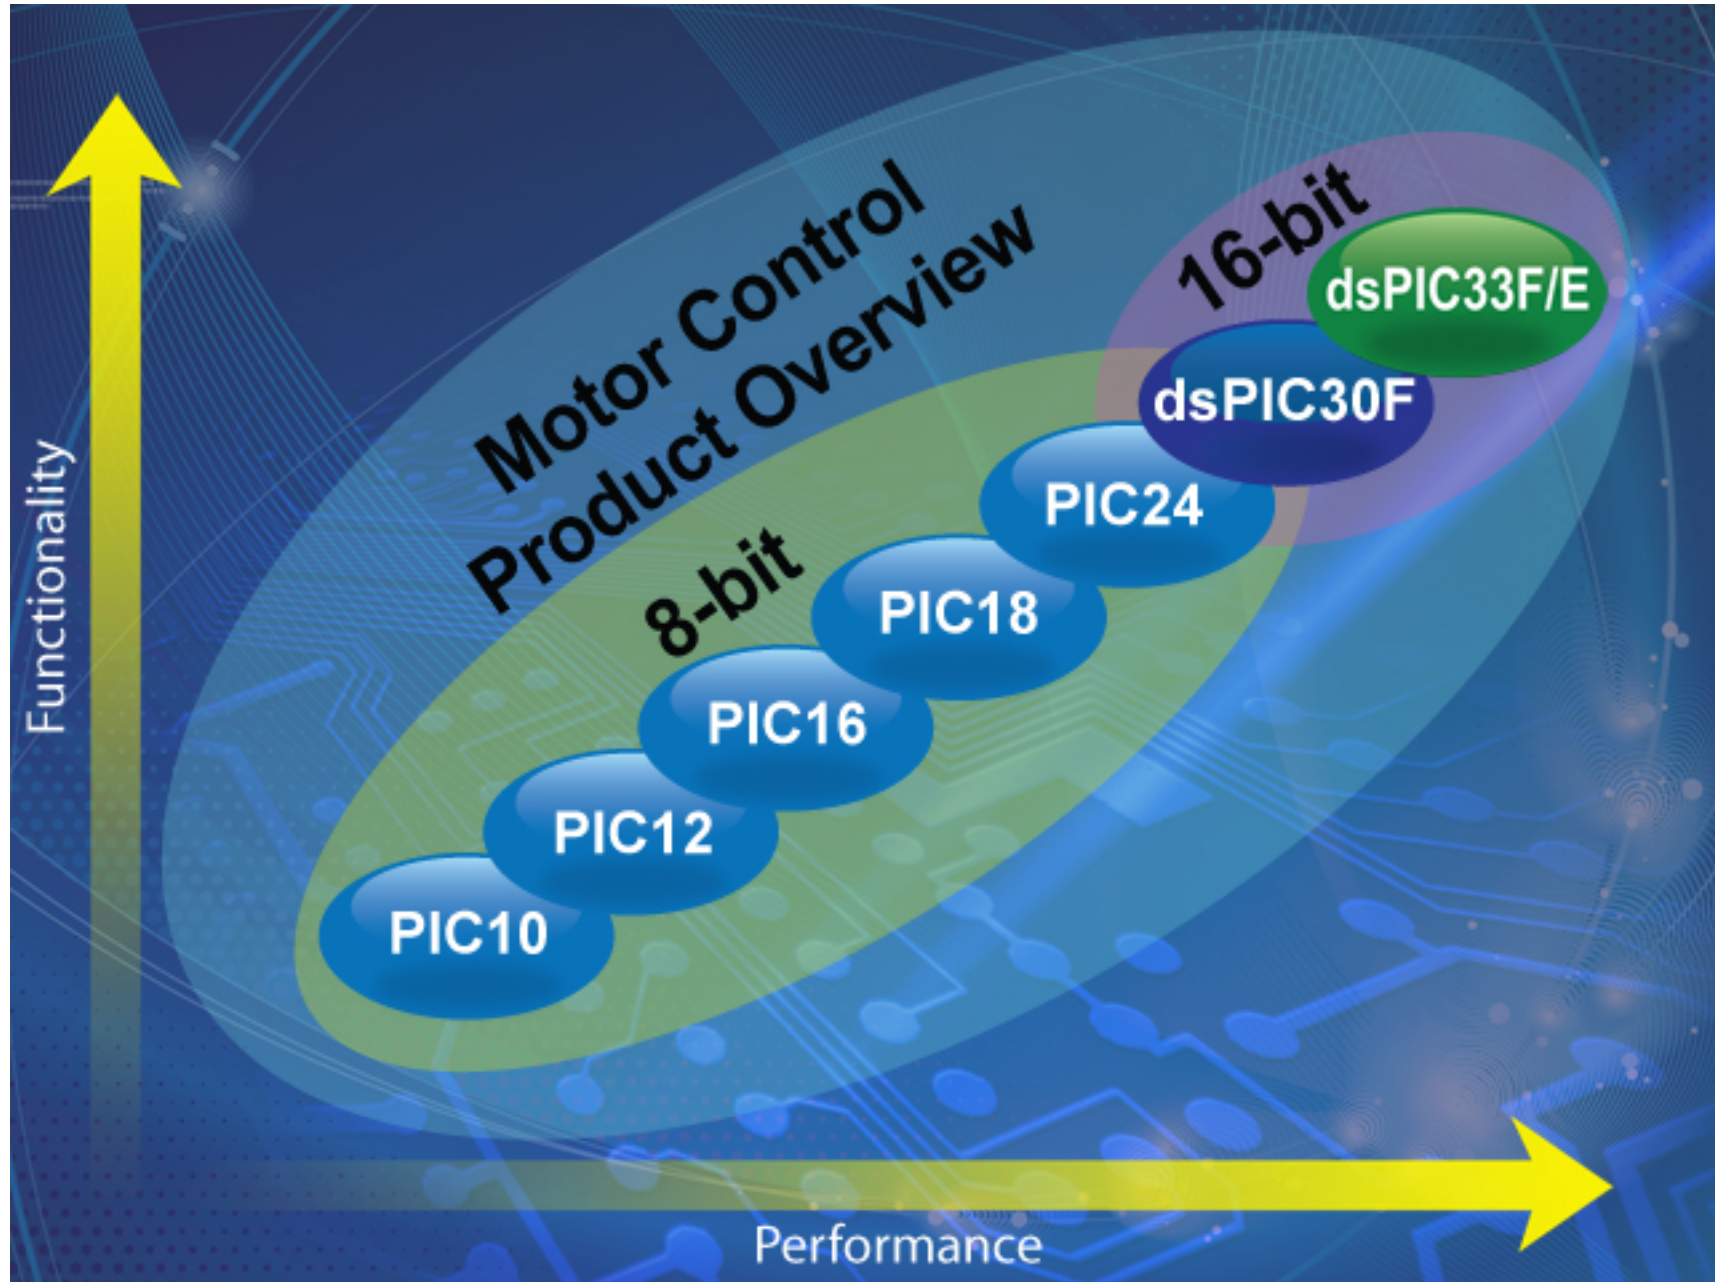 Motor Control
Product Overview
16-bit
dsPIC33F/E
dsPIC30F
PIC24
8-bit
PIC18
PIC16
PIC12
PIC10
Functionality
Performance